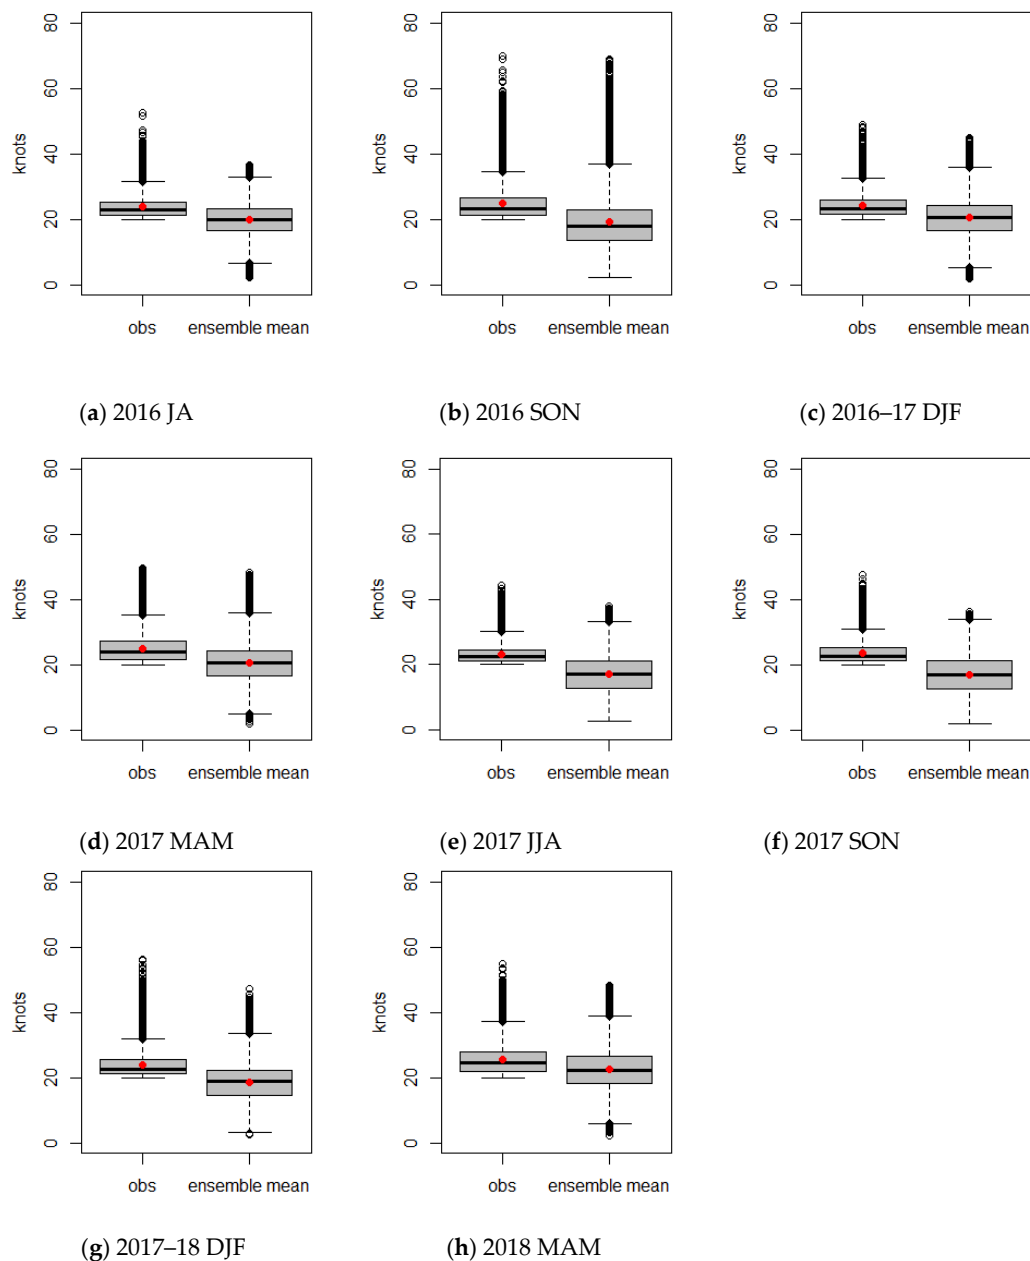 80
60
40
20
0
knots
obs ensemble mean
(a) 2016 JA
80
60
40
20
0
knots
obs ensemble mean
(b) 2016 SON
80
60
40
20
0
knots
obs ensemble mean
(c) 2016–17 DJF
80
60
40
20
0
knots
obs ensemble mean
(d) 2017 MAM
80
60
40
20
0
knots
obs ensemble mean
(e) 2017 JJA
80
60
40
20
0
knots
obs ensemble mean
(f) 2017 SON
80
60
40
20
0
knots
obs ensemble mean
(g) 2017–18 DJF
80
60
40
20
0
knots
obs ensemble mean
(h) 2018 MAM